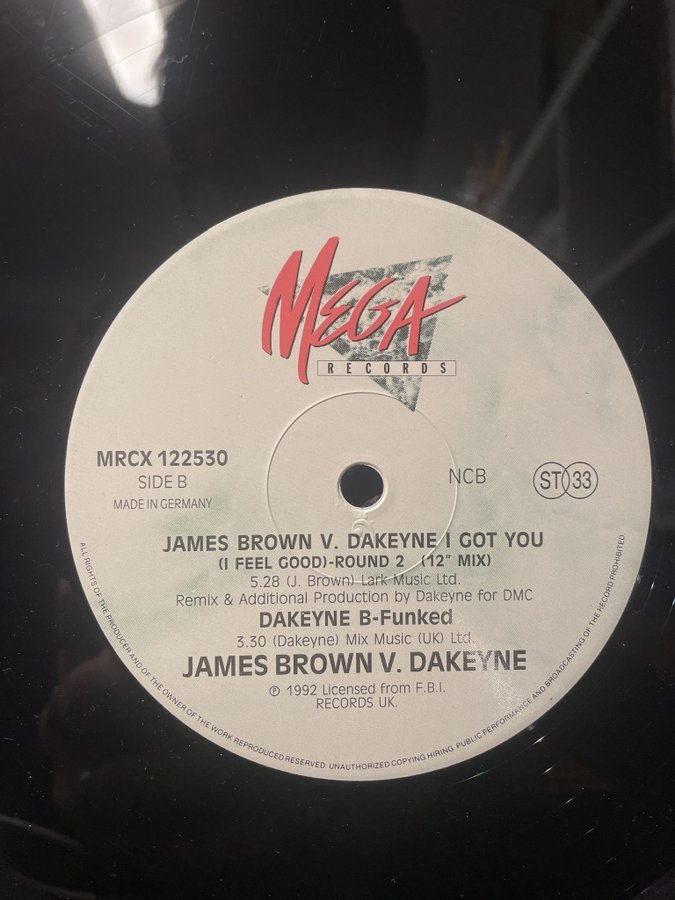 MEGA
RECORDS
MRCX 122530
SIDE B
MADE IN GERMANY
NCB
ST 33
JAMES BROWN V. DAKEYNE I GOT YOU
(I FEEL GOOD)-ROUND 2 (12" MIX)
5.28 (J. Brown) Lark Music Ltd.
Remix & Additional Production by Dakeyne for DMC
DAKEYNE B-Funked
3.30 (Dakeyne) Mix Music (UK) Ltd.
JAMES BROWN V. DAKEYNE
℗ 1992 Licensed from F.B.I.
RECORDS UK.
ALL RIGHTS OF THE PRODUCER AND OF THE OWNER OF THE WORK REPRODUCED RESERVED. UNAUTHORIZED COPYING HIRING PUBLIC PERFORMANCE AND BROADCASTING OF THE RECORD PROHIBITED